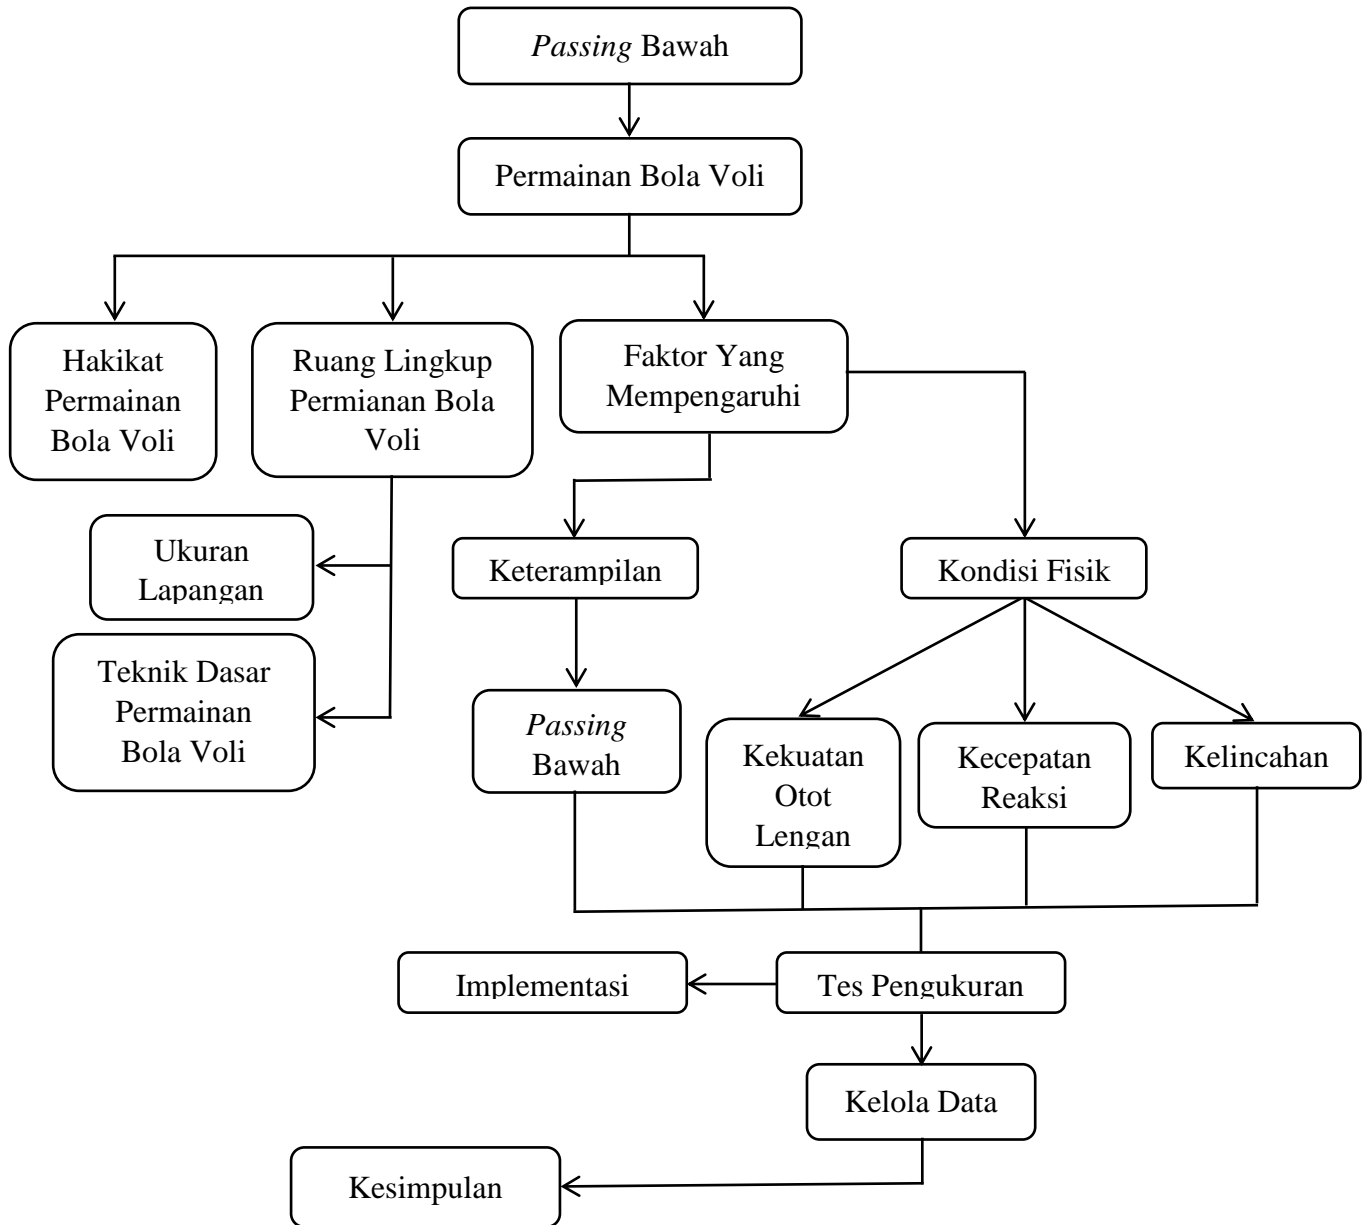 Passing Bawah
Permainan Bola Voli
Hakikat
Permainan
Bola Voli
Ruang Lingkup
Permianan Bola
Voli
Faktor Yang
Mempengaruhi
Ukuran
Lapangan
Keterampilan
Kondisi Fisik
Teknik Dasar
Permainan
Bola Voli
Passing
Bawah
Kekuatan
Otot
Lengan
Kecepatan
Reaksi
Kelincahan
Implementasi
Tes Pengukuran
Kelola Data
Kesimpulan